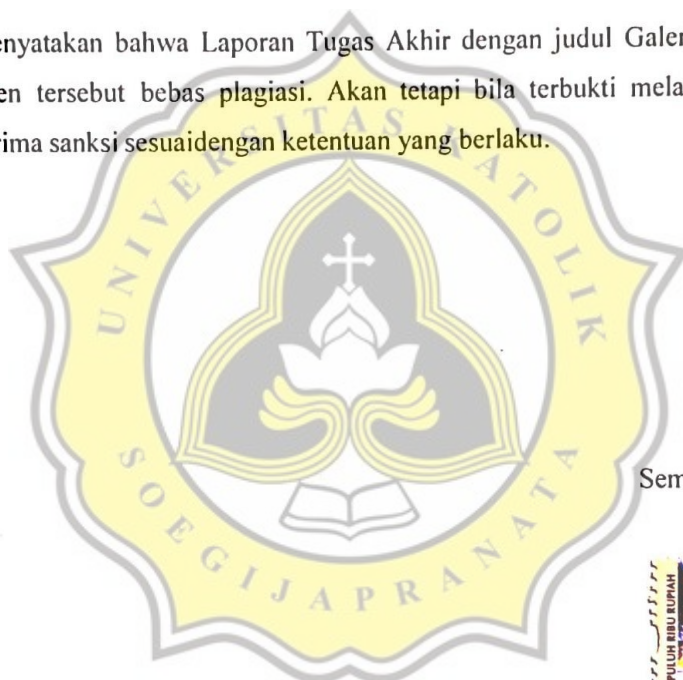 enyatakan bahwa Laporan Tugas Akhir dengan judul Galer
en tersebut bebas plagiasi. Akan tetapi bila terbukti mela
rima sanksi sesuaidengan ketentuan yang berlaku.
UNIVERSITAS KATOLIK
SOEGIJAPRANATA
Sem
PULUH RIBU RUPIAH